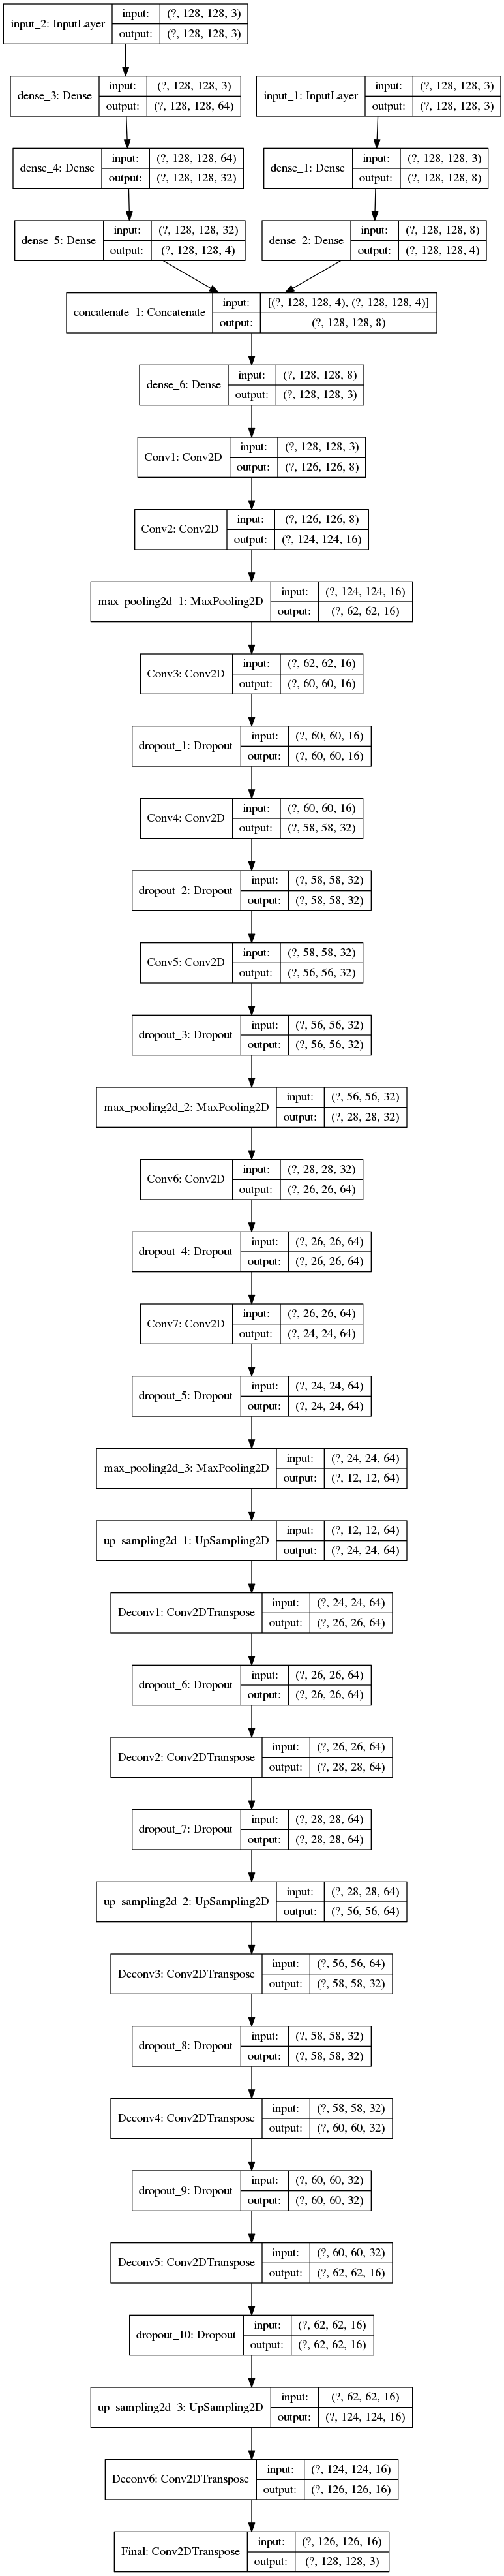 input_2: InputLayer
input: (?, 128, 128, 3)
output: (?, 128, 128, 3)
dense_3: Dense
input: (?, 128, 128, 3)
output: (?, 128, 128, 64)
input_1: InputLayer
input: (?, 128, 128, 3)
output: (?, 128, 128, 3)
dense_4: Dense
input: (?, 128, 128, 64)
output: (?, 128, 128, 32)
dense_1: Dense
input: (?, 128, 128, 3)
output: (?, 128, 128, 8)
dense_5: Dense
input: (?, 128, 128, 32)
output: (?, 128, 128, 4)
dense_2: Dense
input: (?, 128, 128, 8)
output: (?, 128, 128, 4)
concatenate_1: Concatenate
input: [(?, 128, 128, 4), (?, 128, 128, 4)]
output: (?, 128, 128, 8)
dense_6: Dense
input: (?, 128, 128, 8)
output: (?, 128, 128, 3)
Conv1: Conv2D
input: (?, 128, 128, 3)
output: (?, 126, 126, 8)
Conv2: Conv2D
input: (?, 126, 126, 8)
output: (?, 124, 124, 16)
max_pooling2d_1: MaxPooling2D
input: (?, 124, 124, 16)
output: (?, 62, 62, 16)
Conv3: Conv2D
input: (?, 62, 62, 16)
output: (?, 60, 60, 16)
dropout_1: Dropout
input: (?, 60, 60, 16)
output: (?, 60, 60, 16)
Conv4: Conv2D
input: (?, 60, 60, 16)
output: (?, 58, 58, 32)
dropout_2: Dropout
input: (?, 58, 58, 32)
output: (?, 58, 58, 32)
Conv5: Conv2D
input: (?, 58, 58, 32)
output: (?, 56, 56, 32)
dropout_3: Dropout
input: (?, 56, 56, 32)
output: (?, 56, 56, 32)
max_pooling2d_2: MaxPooling2D
input: (?, 56, 56, 32)
output: (?, 28, 28, 32)
Conv6: Conv2D
input: (?, 28, 28, 32)
output: (?, 26, 26, 64)
dropout_4: Dropout
input: (?, 26, 26, 64)
output: (?, 26, 26, 64)
Conv7: Conv2D
input: (?, 26, 26, 64)
output: (?, 24, 24, 64)
dropout_5: Dropout
input: (?, 24, 24, 64)
output: (?, 24, 24, 64)
max_pooling2d_3: MaxPooling2D
input: (?, 24, 24, 64)
output: (?, 12, 12, 64)
up_sampling2d_1: UpSampling2D
input: (?, 12, 12, 64)
output: (?, 24, 24, 64)
Deconv1: Conv2DTranspose
input: (?, 24, 24, 64)
output: (?, 26, 26, 64)
dropout_6: Dropout
input: (?, 26, 26, 64)
output: (?, 26, 26, 64)
Deconv2: Conv2DTranspose
input: (?, 26, 26, 64)
output: (?, 28, 28, 64)
dropout_7: Dropout
input: (?, 28, 28, 64)
output: (?, 28, 28, 64)
up_sampling2d_2: UpSampling2D
input: (?, 28, 28, 64)
output: (?, 56, 56, 64)
Deconv3: Conv2DTranspose
input: (?, 56, 56, 64)
output: (?, 58, 58, 32)
dropout_8: Dropout
input: (?, 58, 58, 32)
output: (?, 58, 58, 32)
Deconv4: Conv2DTranspose
input: (?, 58, 58, 32)
output: (?, 60, 60, 32)
dropout_9: Dropout
input: (?, 60, 60, 32)
output: (?, 60, 60, 32)
Deconv5: Conv2DTranspose
input: (?, 60, 60, 32)
output: (?, 62, 62, 16)
dropout_10: Dropout
input: (?, 62, 62, 16)
output: (?, 62, 62, 16)
up_sampling2d_3: UpSampling2D
input: (?, 62, 62, 16)
output: (?, 124, 124, 16)
Deconv6: Conv2DTranspose
input: (?, 124, 124, 16)
output: (?, 126, 126, 16)
Final: Conv2DTranspose
input: (?, 126, 126, 16)
output: (?, 128, 128, 3)